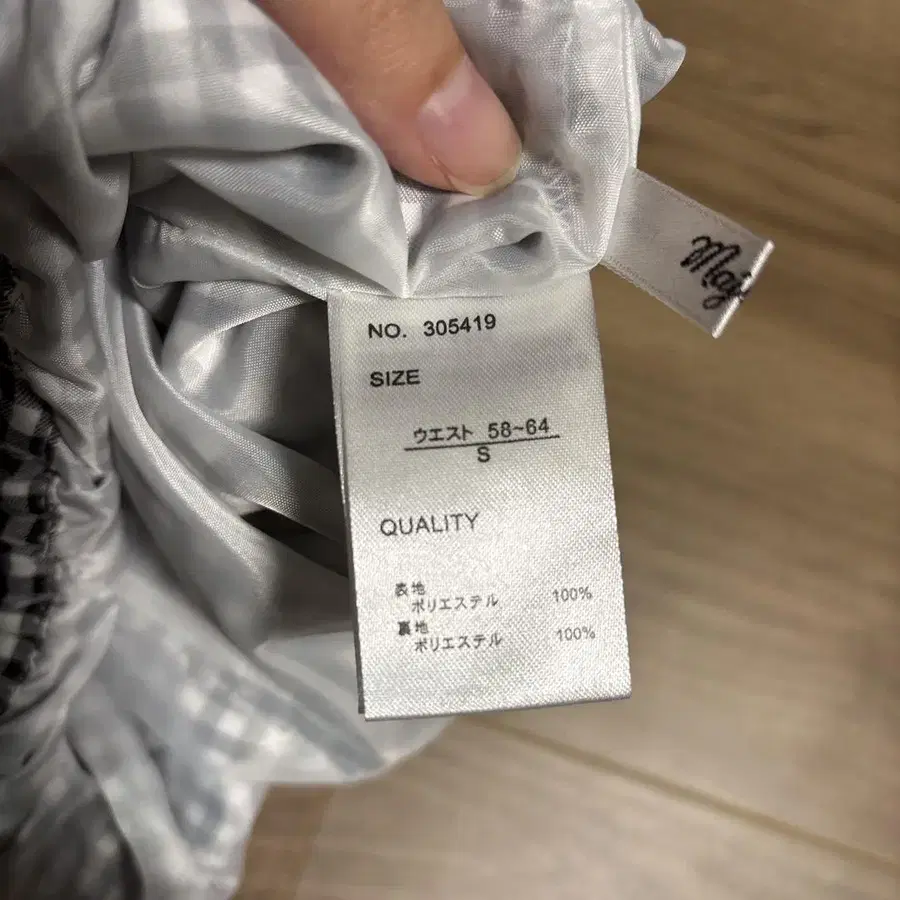 NO. 305419
SIZE
ウエスト 58~64
S
QUALITY
表地
ポリエステル 100%
裏地
ポリエステル 100%